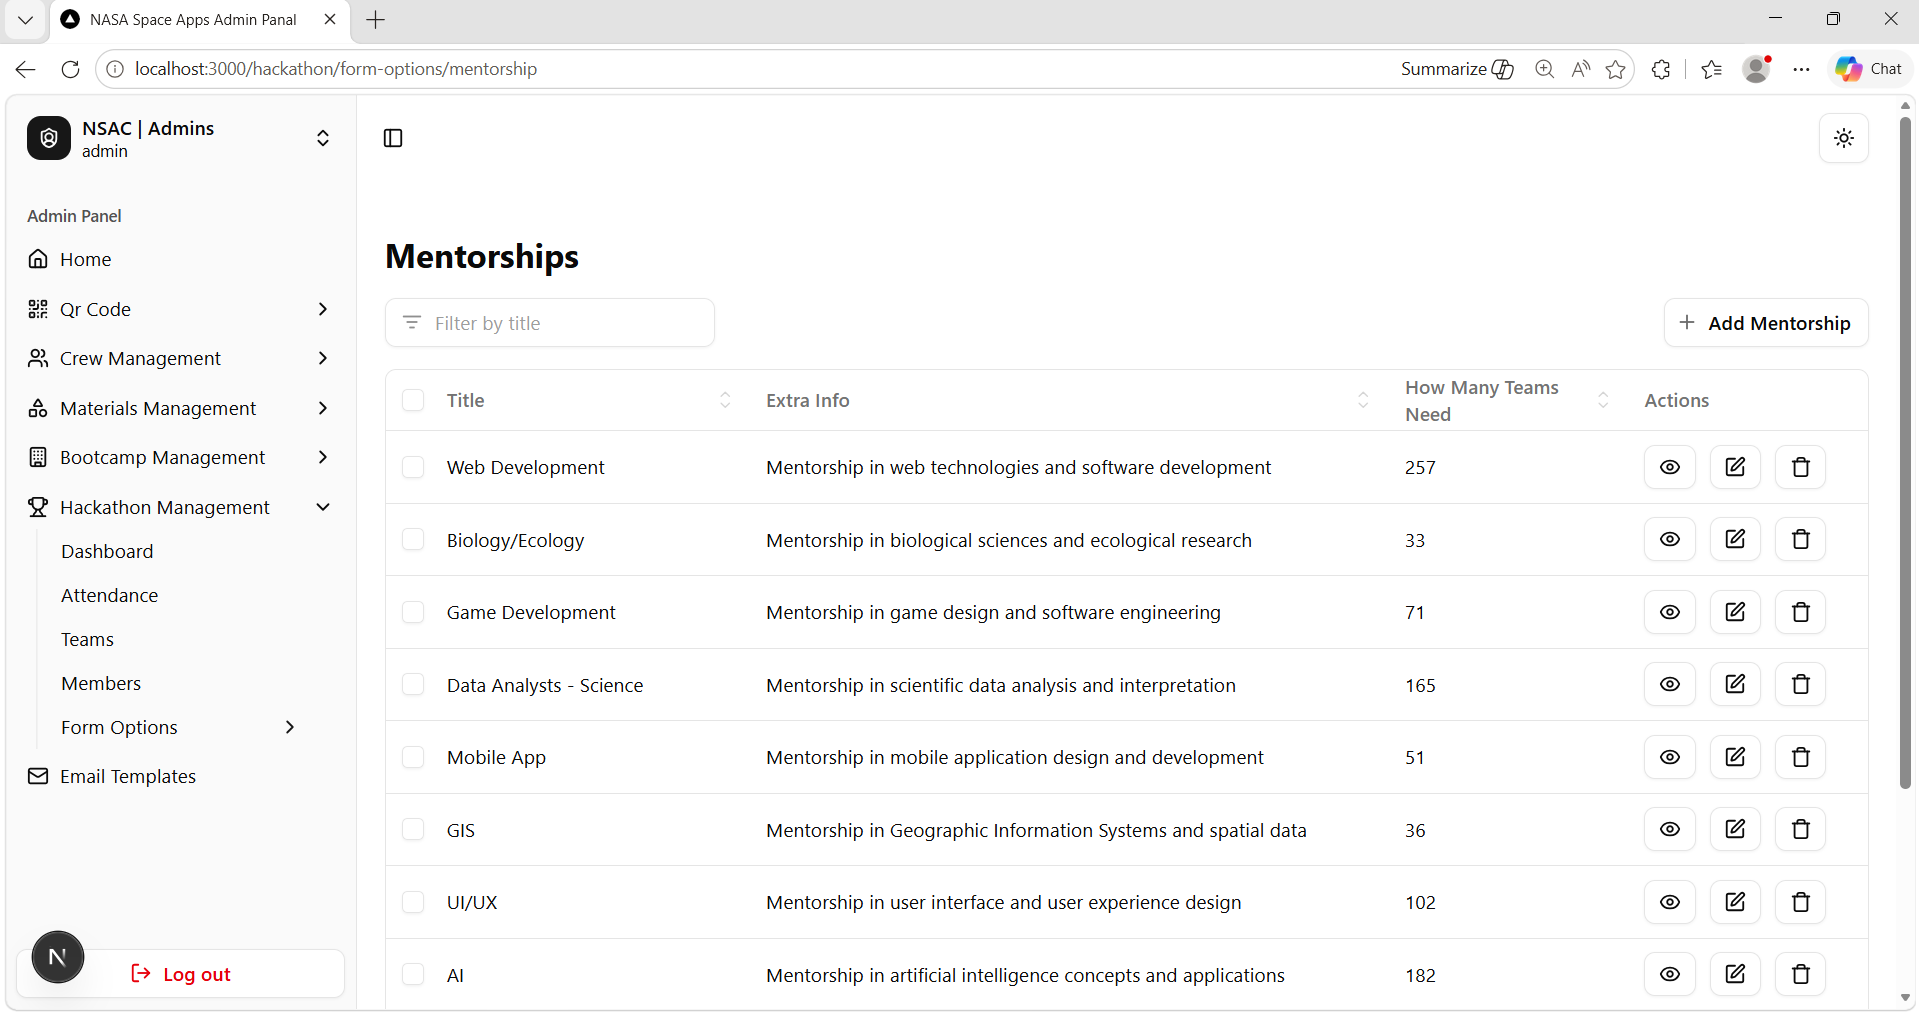 NASA Space Apps Admin Panal
localhost:3000/hackathon/form-options/mentorship
Summarize
Chat
NSAC | Admins
admin
Admin Panel
Home
Qr Code
Crew Management
Materials Management
Bootcamp Management
Hackathon Management
Dashboard
Attendance
Teams
Members
Form Options
Email Templates
N
Log out
Mentorships
Filter by title
Add Mentorship
Title Extra Info How Many Teams Need Actions
Web Development Mentorship in web technologies and software development 257
Biology/Ecology Mentorship in biological sciences and ecological research 33
Game Development Mentorship in game design and software engineering 71
Data Analysts - Science Mentorship in scientific data analysis and interpretation 165
Mobile App Mentorship in mobile application design and development 51
GIS Mentorship in Geographic Information Systems and spatial data 36
UI/UX Mentorship in user interface and user experience design 102
AI Mentorship in artificial intelligence concepts and applications 182